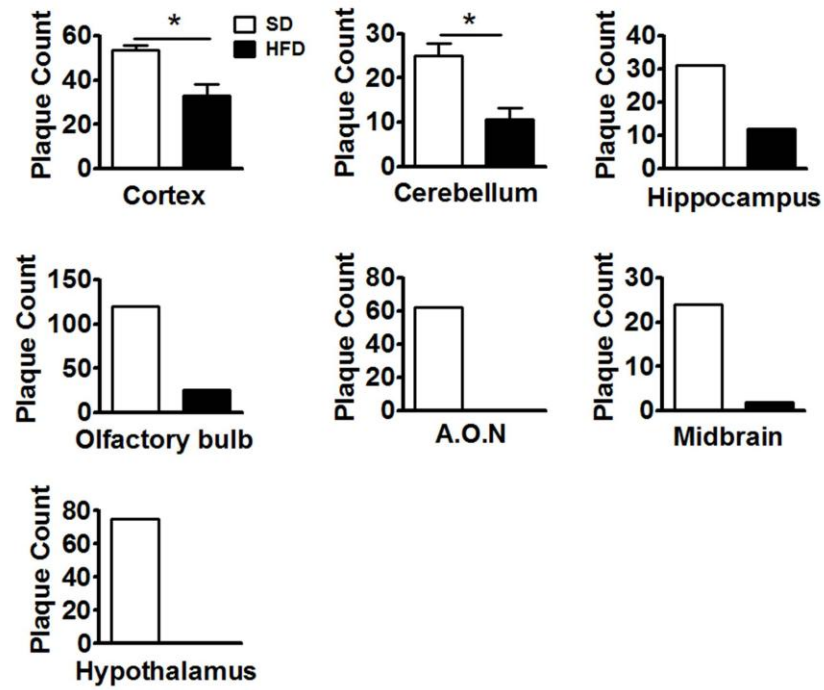 Plaque Count
60
40
20
0
*
Cortex
SD
HFD
Plaque Count
30
20
10
0
*
Cerebellum
Plaque Count
40
30
20
10
0
Hippocampus
Plaque Count
150
100
50
0
Olfactory bulb
Plaque Count
80
60
40
20
0
A.O.N
Plaque Count
30
20
10
0
Midbrain
Plaque Count
80
60
40
20
0
Hypothalamus